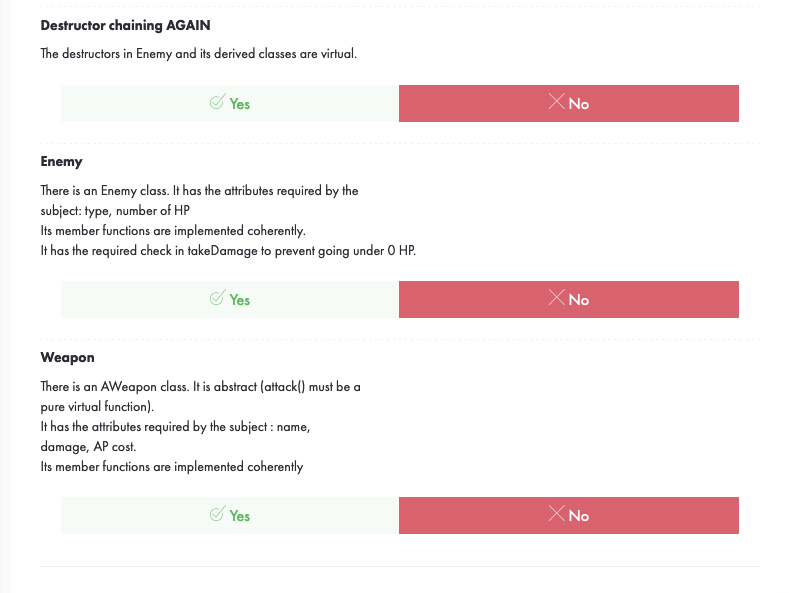 Destructor chaining AGAIN
The destructors in Enemy and its derived classes are virtual.
Yes
No
Enemy
There is an Enemy class. It has the attributes required by the
subject: type, number of HP
Its member functions are implemented coherently.
It has the required check in takeDamage to prevent going under 0 HP.
Yes
No
Weapon
There is an AWeapon class. It is abstract (attack() must be a
pure virtual function).
It has the attributes required by the subject : name,
damage, AP cost.
Its member functions are implemented coherently
Yes
No